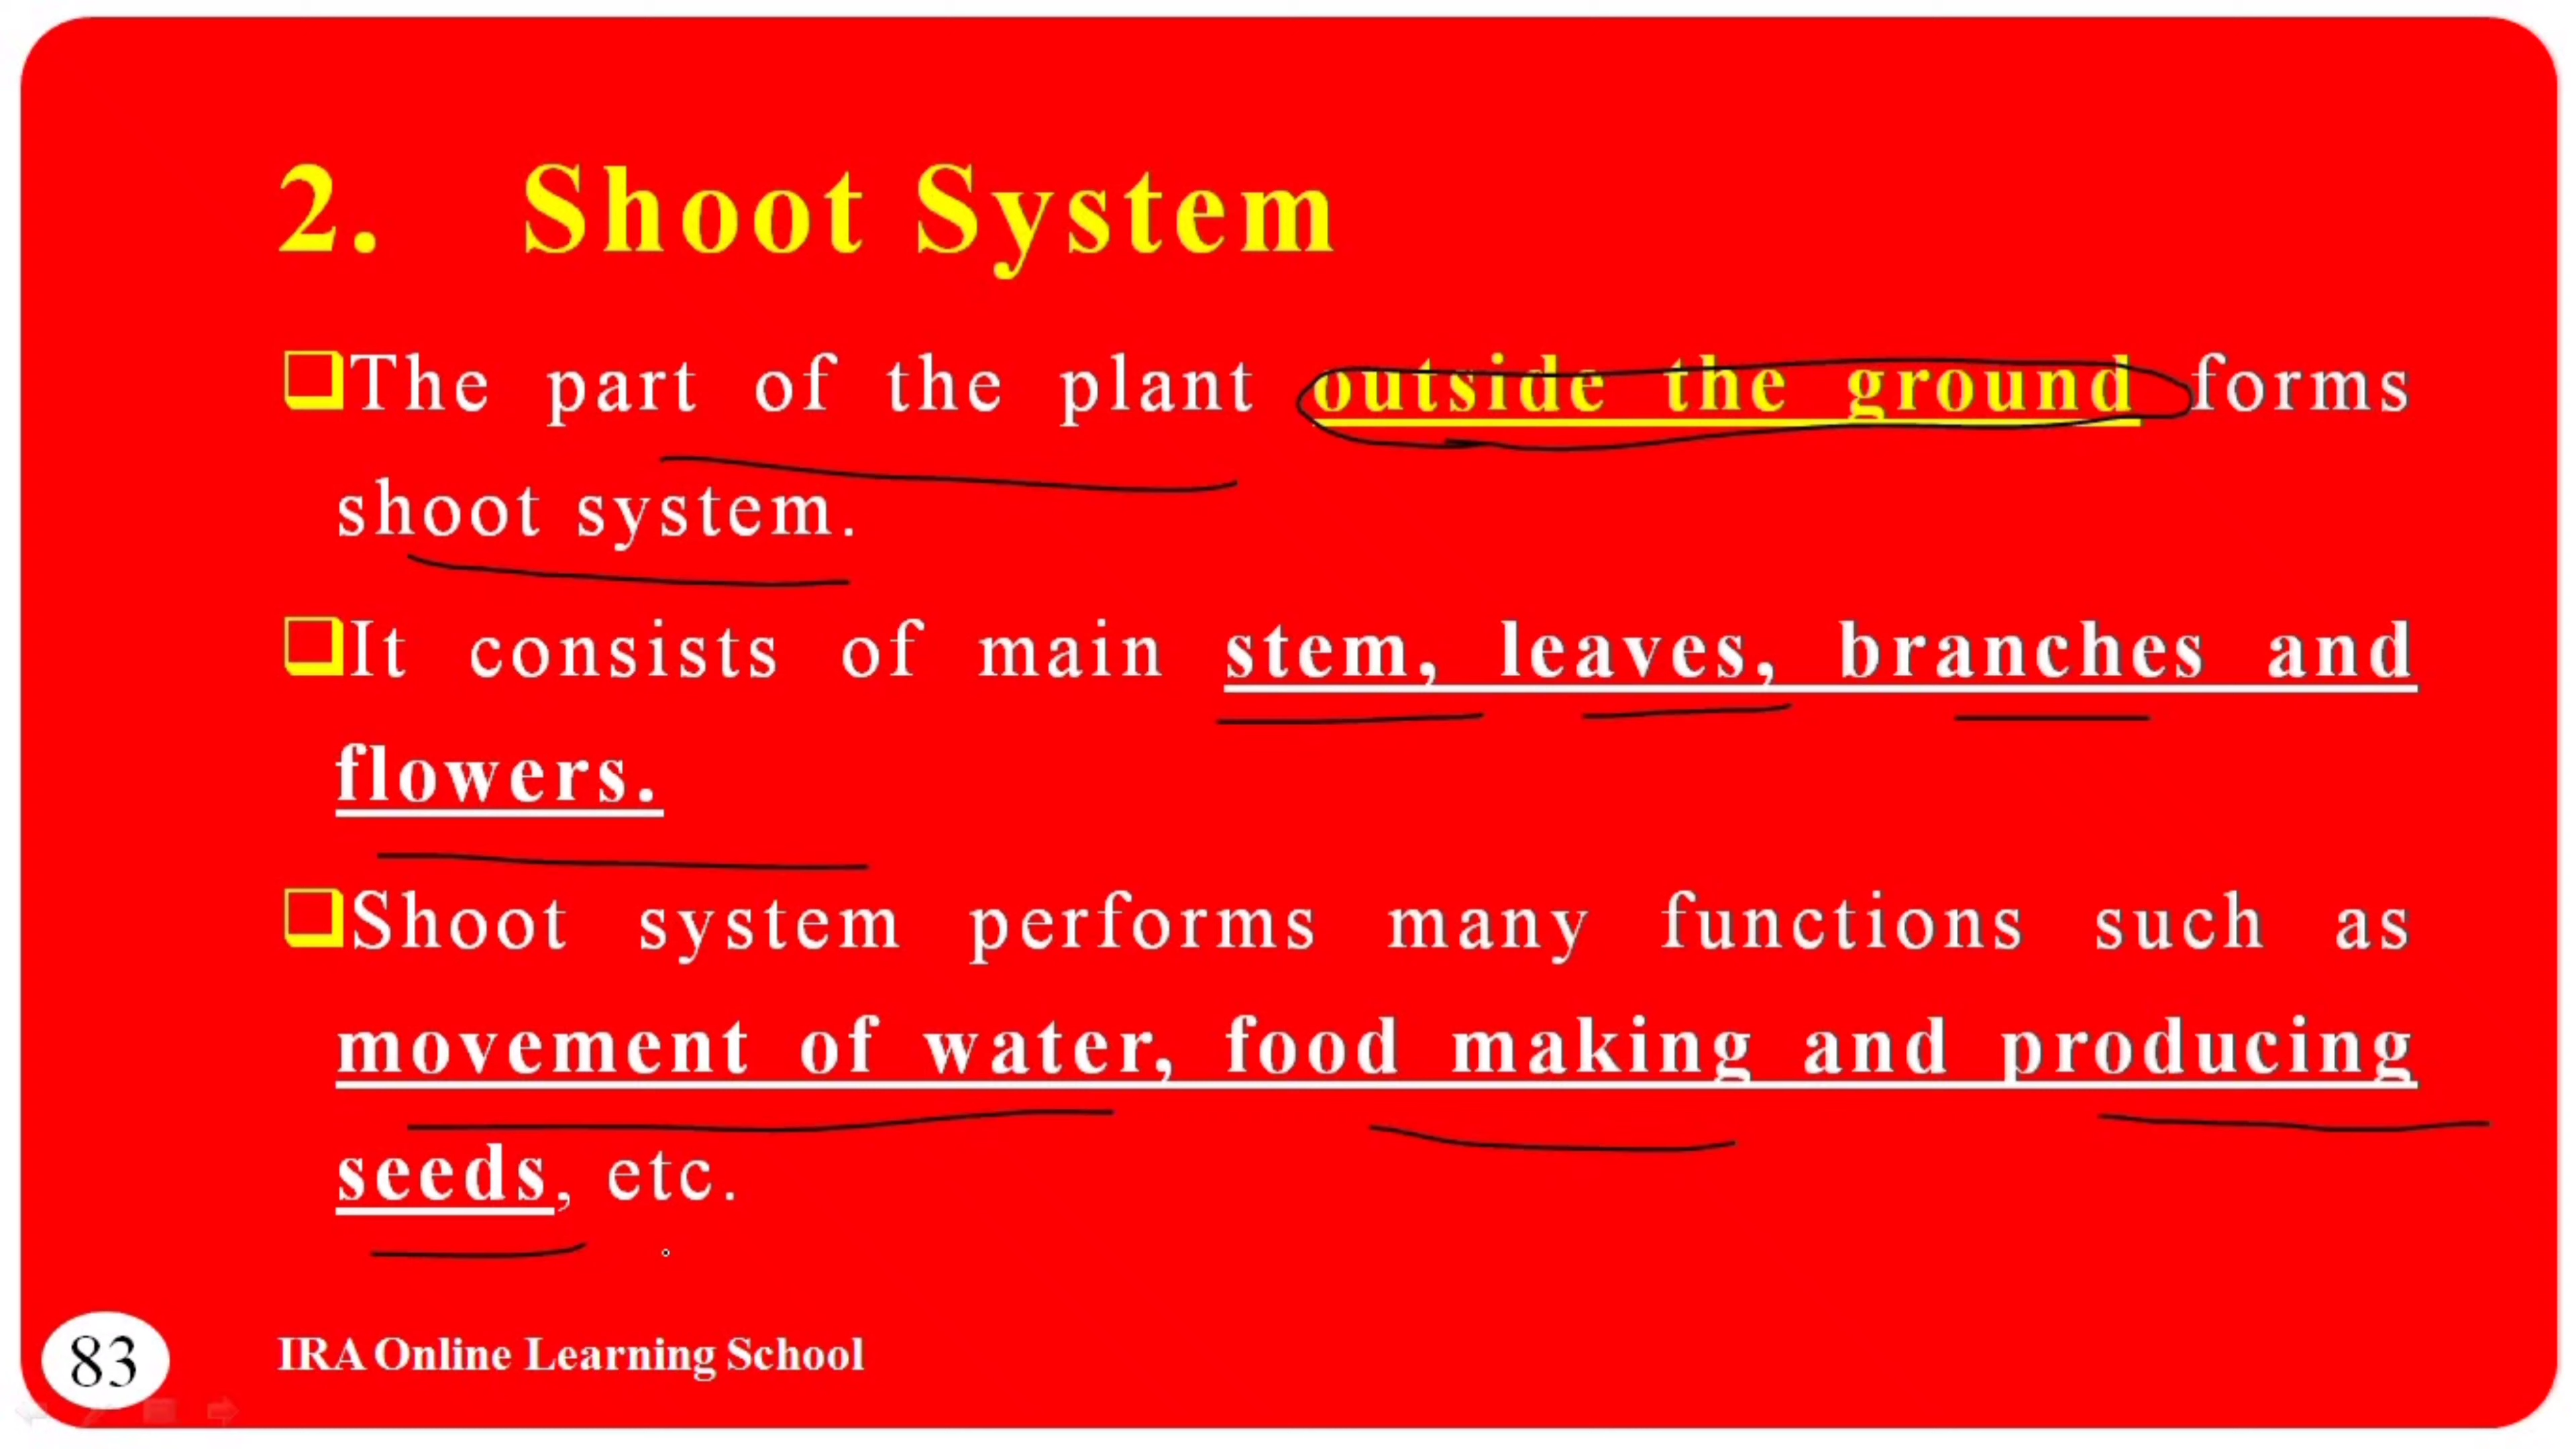 2. Shoot System
The part of the plant outside the ground forms
shoot system.
It consists of main stem, leaves, branches and
flowers.
Shoot system performs many functions such as
movement of water, food making and producing
seeds, etc.
83 IRA Online Learning School